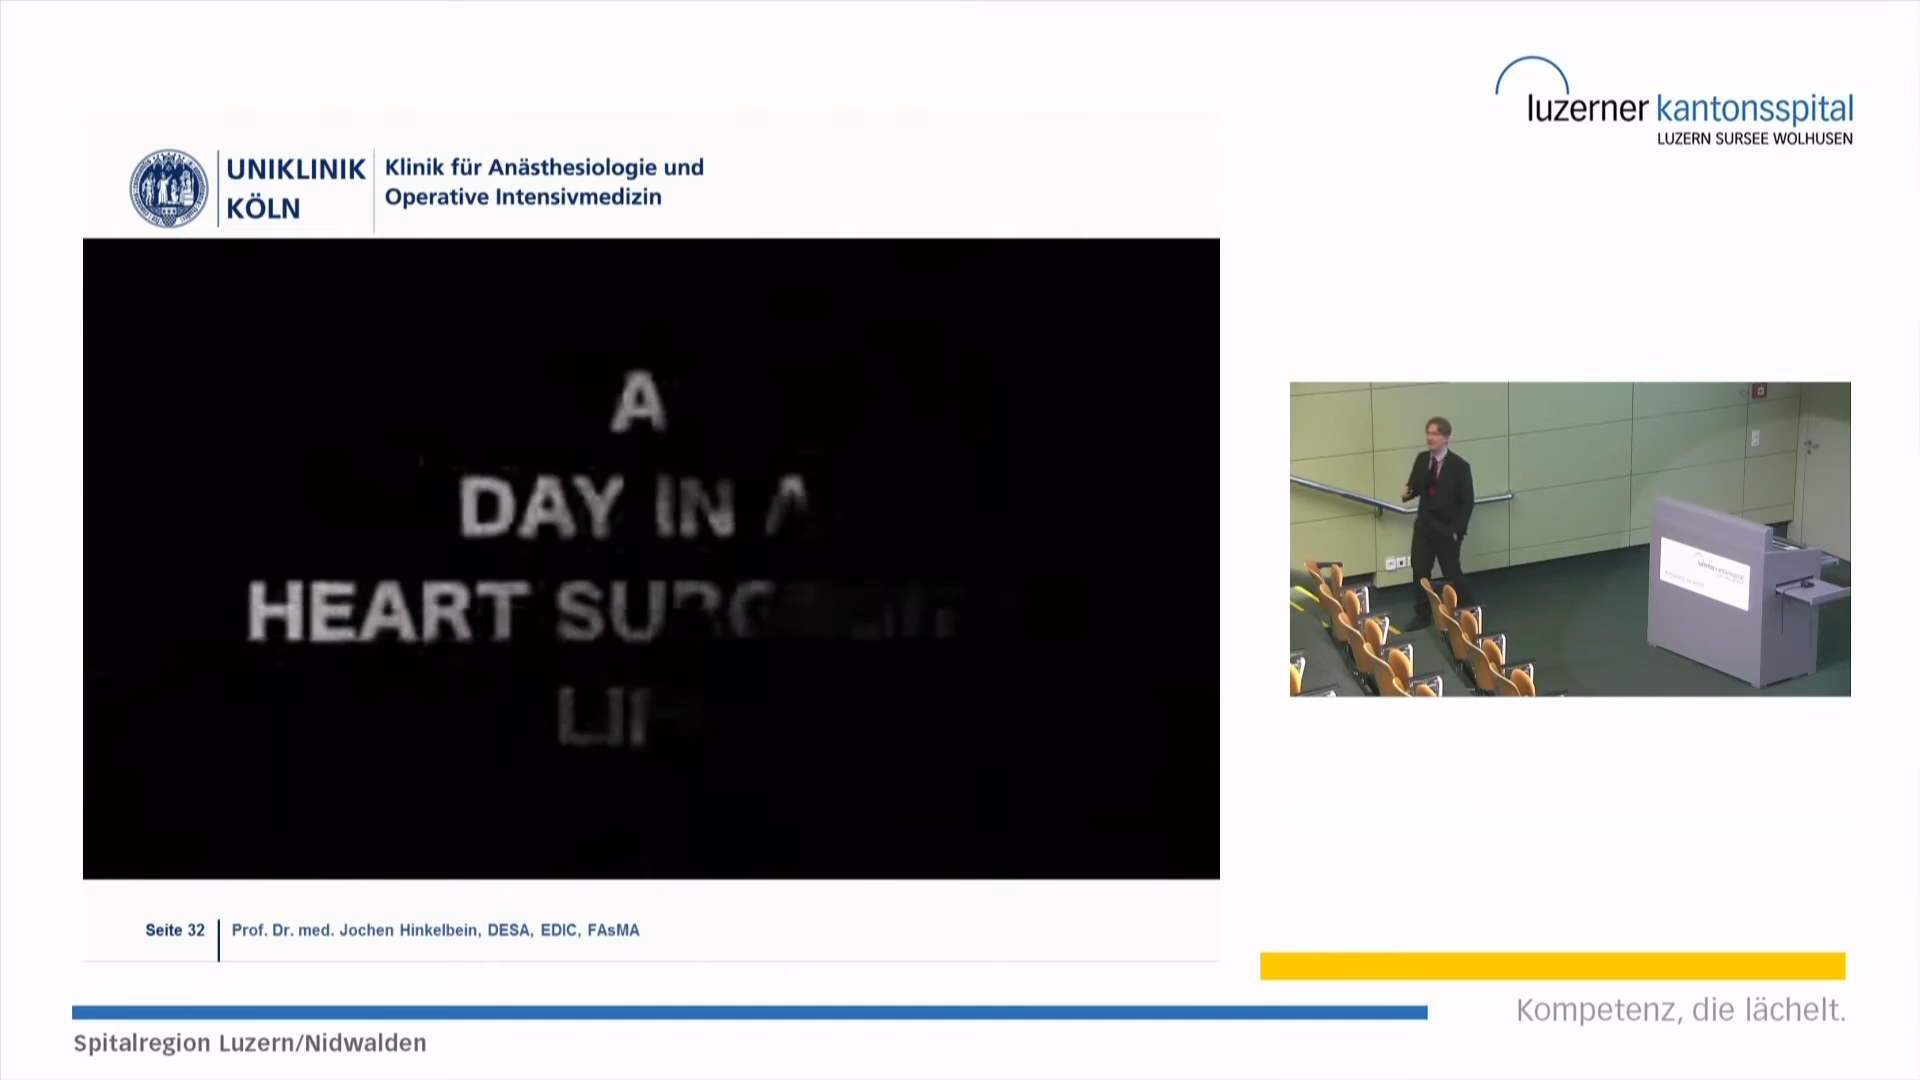 luzerner kantonsspital
LUZERN SURSEE WOLHUSEN
UNIKLINIK
KÖLN
Klinik für Anästhesiologie und
Operative Intensivmedizin
A
DAY IN A
HEART
Seite 32
Prof. Dr. med. Jochen Hinkelbein, DESA, EDIC, FAsMA
Kompetenz, die lächelt.
Spitalregion Luzern/Nidwalden